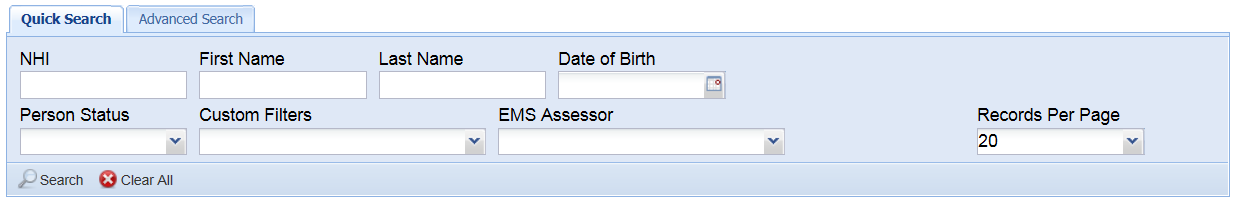 Quick Search Advanced Search
NHI First Name Last Name Date of Birth
Person Status Custom Filters EMS Assessor Records Per Page
20
Search Clear All